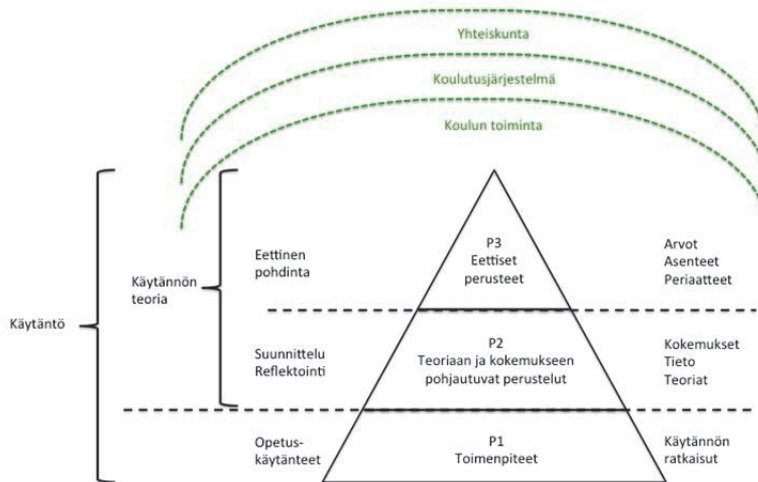 Yhteiskunta
Koulutusjärjestelmä
Koulun toiminta
Käytäntö
Käytännön
teoria
Eettinen
pohdinta
P3
Eettiset
perusteet
Arvot
Asenteet
Periaatteet
Suunnittelu
Reflektointi
P2
Teoriaan ja kokemukseen
pohjautuvat perustelut
Kokemukset
Tieto
Teoriat
Opetus-
käytänteet
P1
Toimenpiteet
Käytännön
ratkaisut